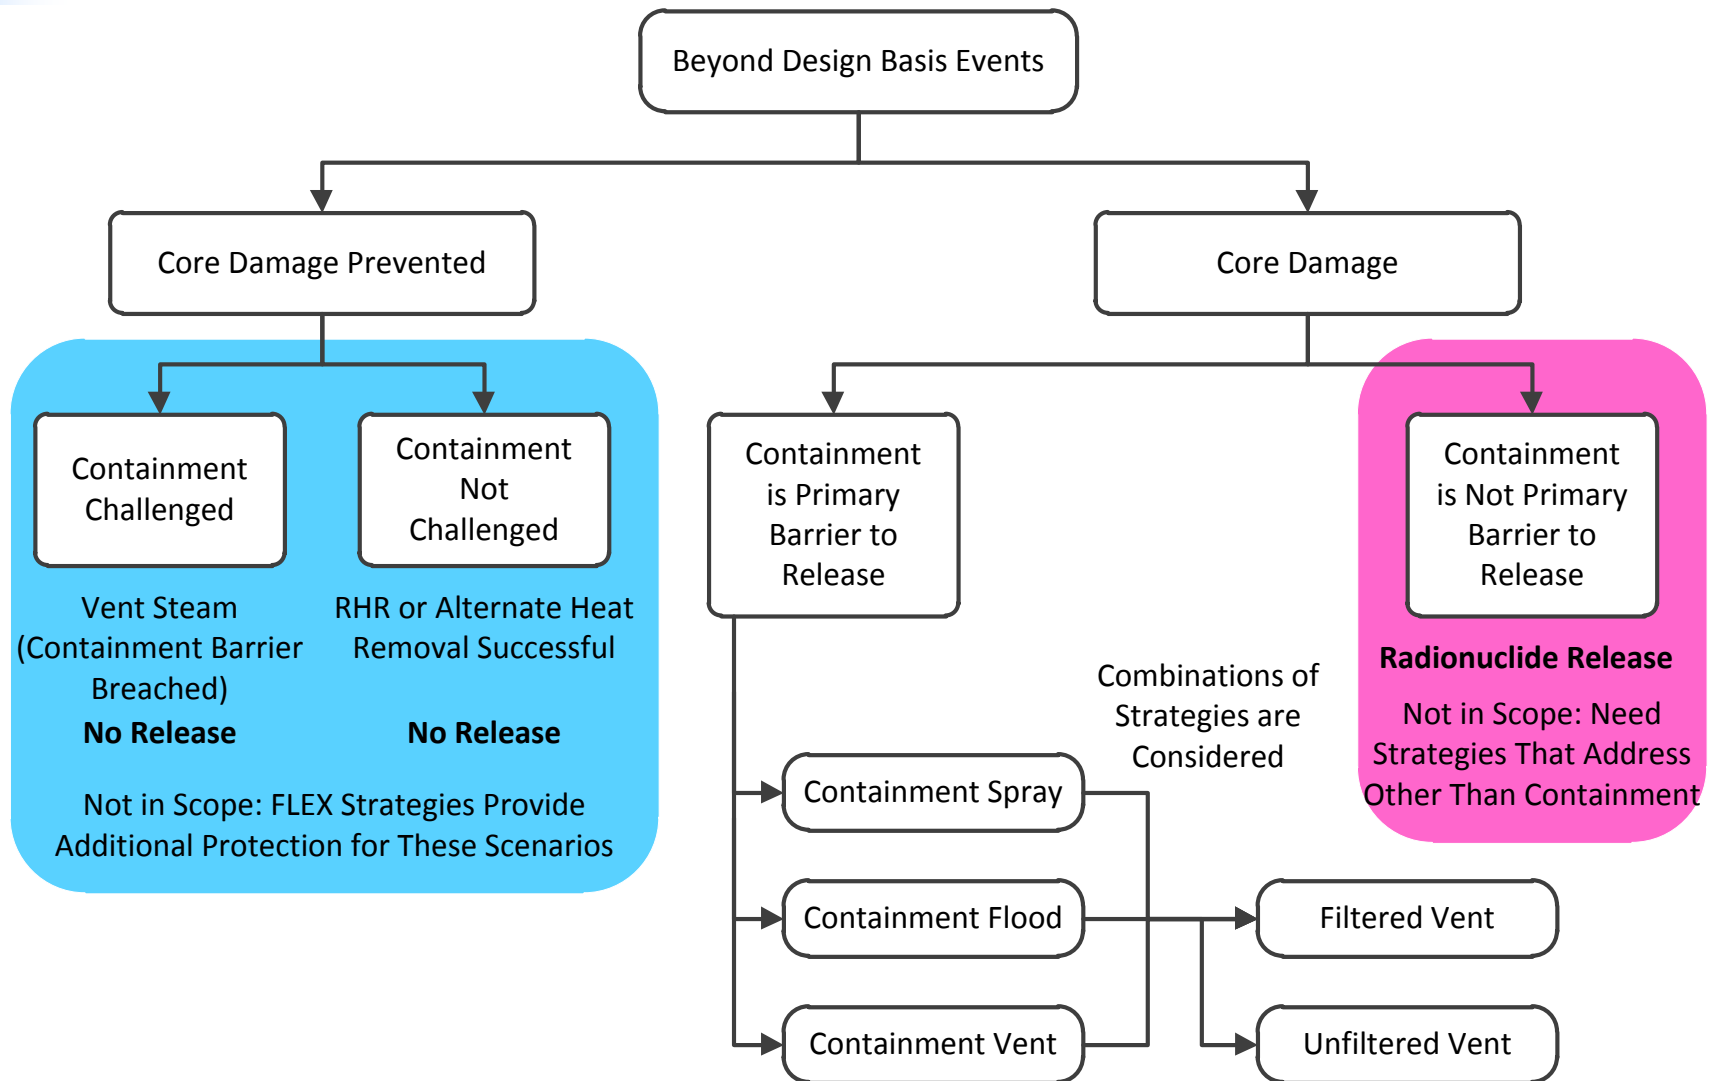 Beyond Design Basis Events
Core Damage Prevented
Core Damage
Containment
Challenged
Containment
Not
Challenged
Containment
is Primary
Barrier to
Release
Containment
is Not Primary
Barrier to
Release
Vent Steam
(Containment Barrier
Breached)
No Release
RHR or Alternate Heat
Removal Successful
No Release
Not in Scope: FLEX Strategies Provide
Additional Protection for These Scenarios
Combinations of
Strategies are
Considered
Radionuclide Release
Not in Scope: Need
Strategies That Address
Other Than Containment
Containment Spray
Containment Flood
Containment Vent
Filtered Vent
Unfiltered Vent